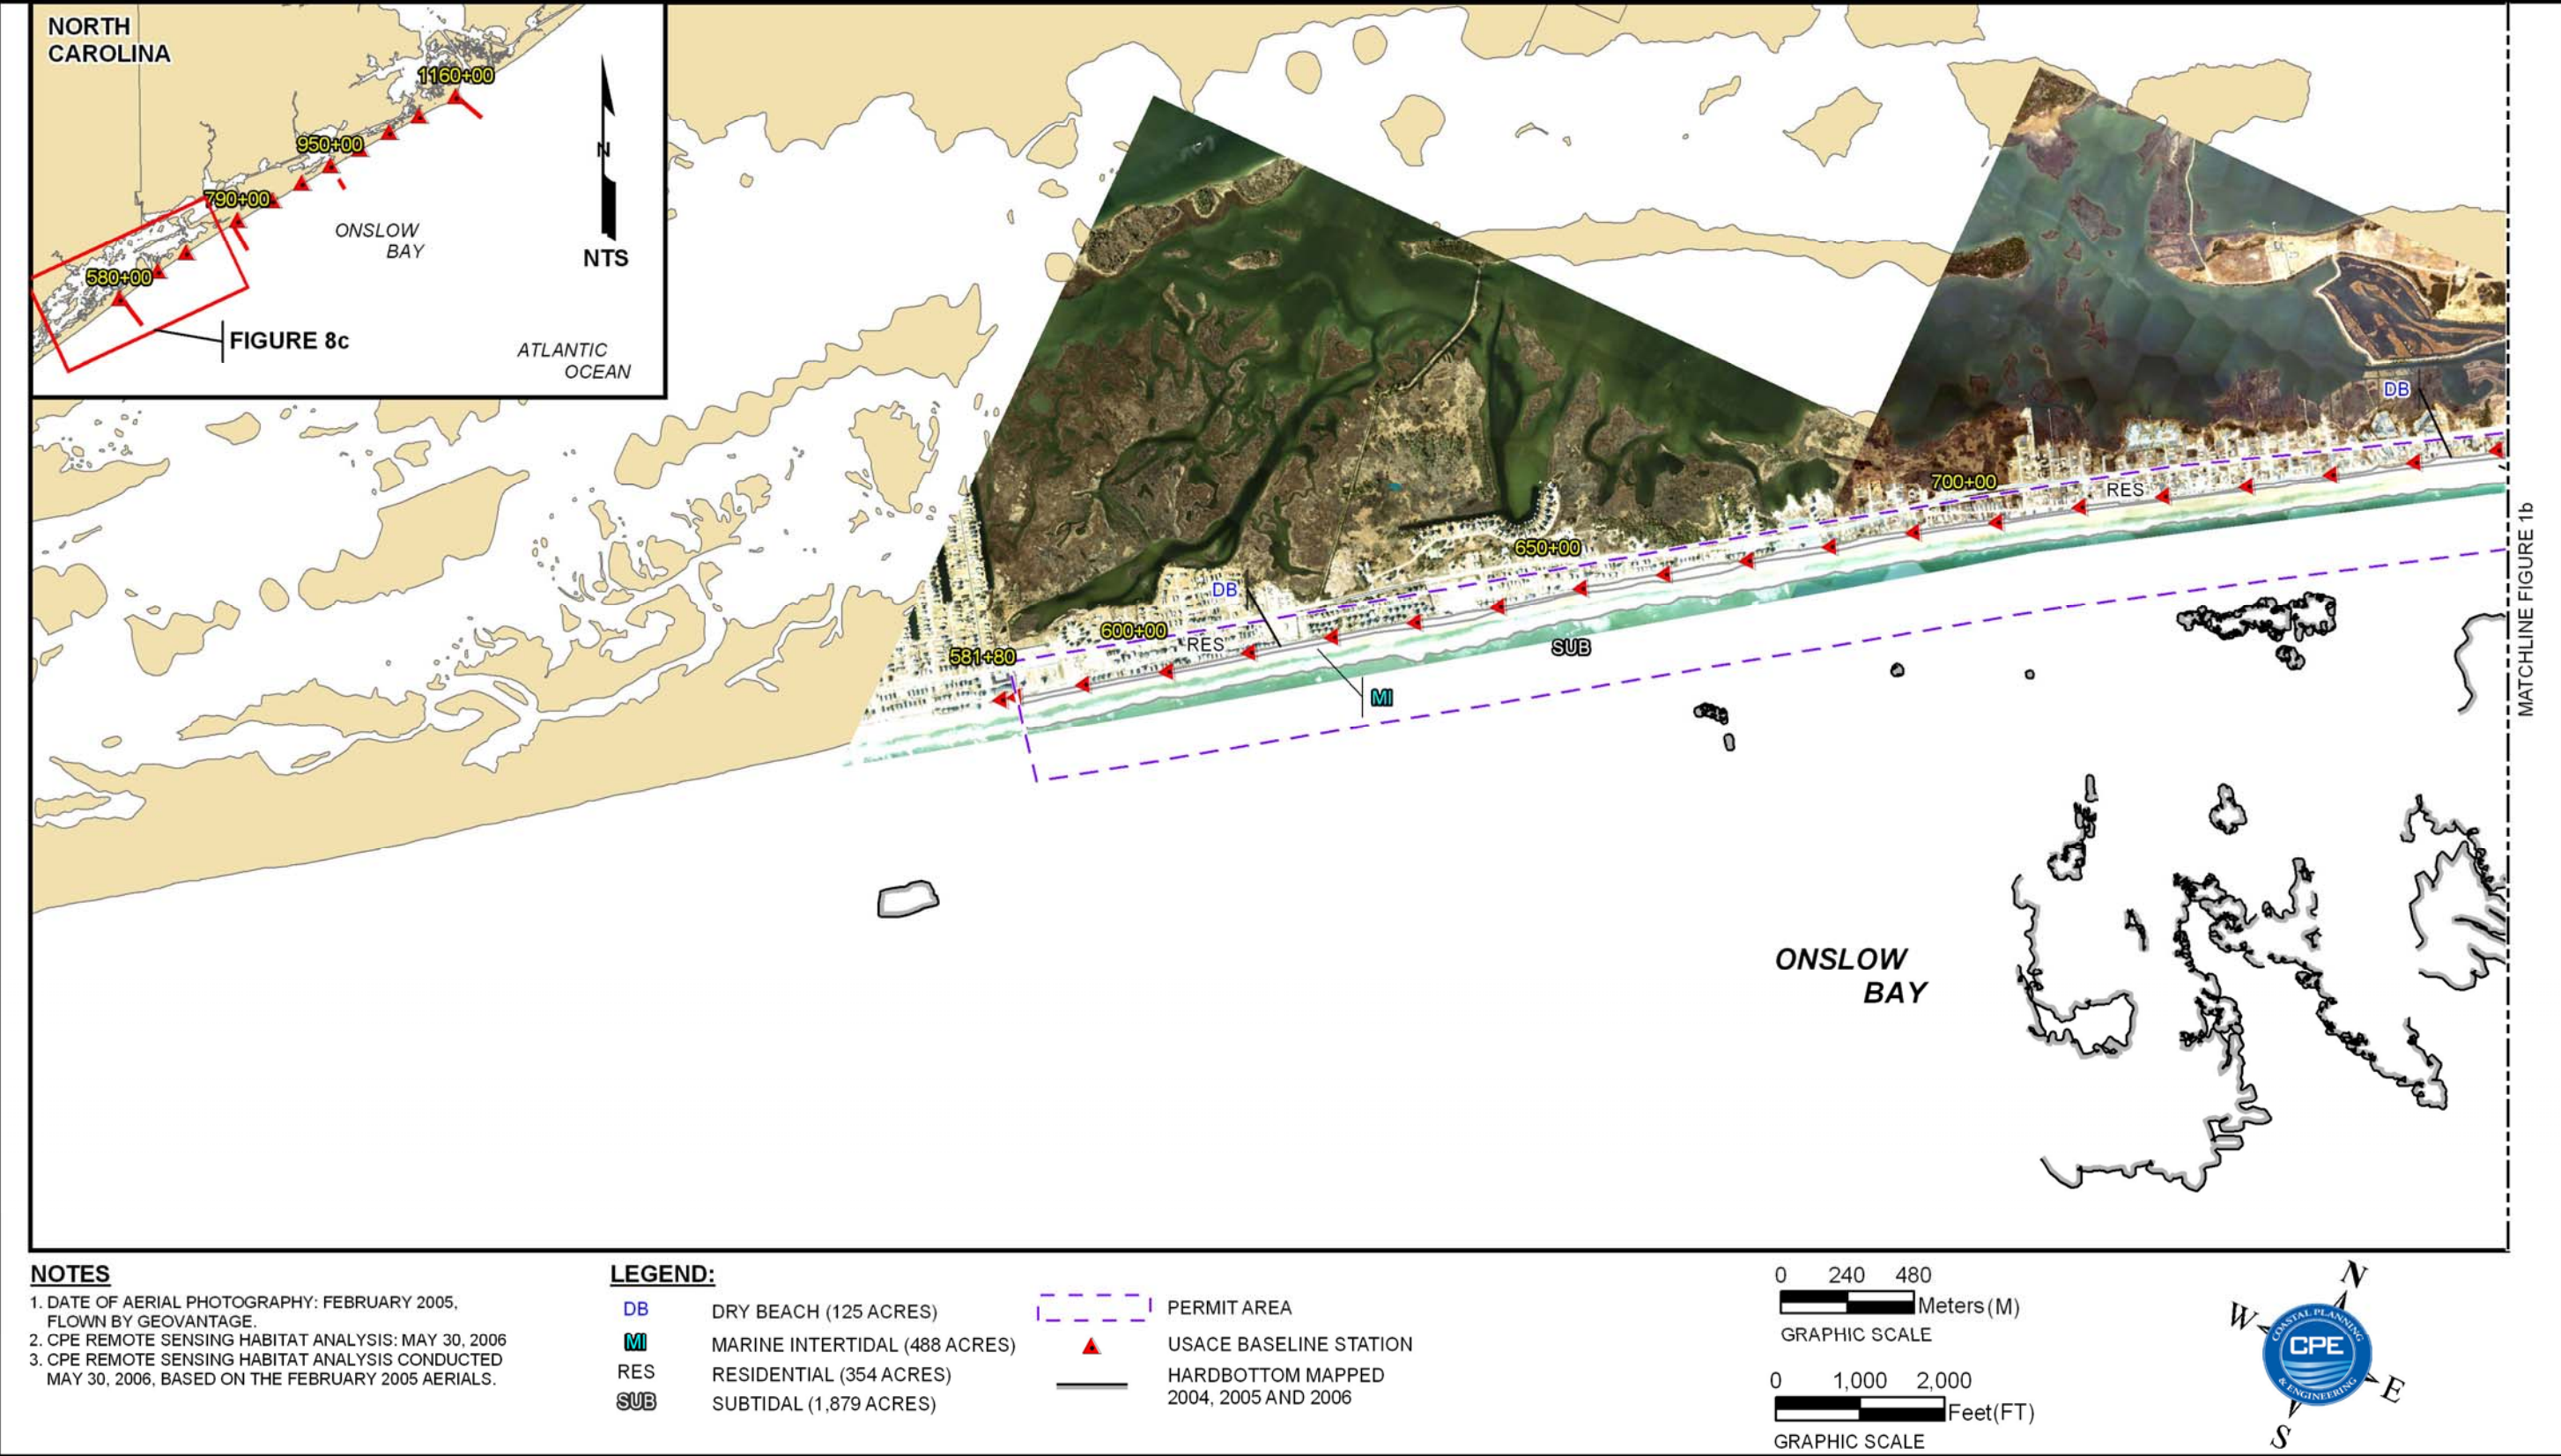 NORTH
CAROLINA
1160+00
950+00
790+00
580+00
ONSLOW
BAY
N
NTS
FIGURE 8c
ATLANTIC
OCEAN
DB
700+00
RES
650+00
DB
600+00
RES
581+80
SUB
MI
MATCHLINE FIGURE 1b
ONSLOW
BAY
NOTES
1. DATE OF AERIAL PHOTOGRAPHY: FEBRUARY 2005,
FLOWN BY GEOVANTAGE.
2. CPE REMOTE SENSING HABITAT ANALYSIS: MAY 30, 2006
3. CPE REMOTE SENSING HABITAT ANALYSIS CONDUCTED
MAY 30, 2006, BASED ON THE FEBRUARY 2005 AERIALS.
LEGEND:
DB DRY BEACH (125 ACRES)
MI MARINE INTERTIDAL (488 ACRES)
RES RESIDENTIAL (354 ACRES)
SUB SUBTIDAL (1,879 ACRES)
PERMIT AREA
USACE BASELINE STATION
HARDBOTTOM MAPPED
2004, 2005 AND 2006
0 240 480
Meters (M)
GRAPHIC SCALE
0 1,000 2,000
Feet(FT)
GRAPHIC SCALE
N
W
COASTAL PLANNING
CPE
& ENGINEERING
E
S